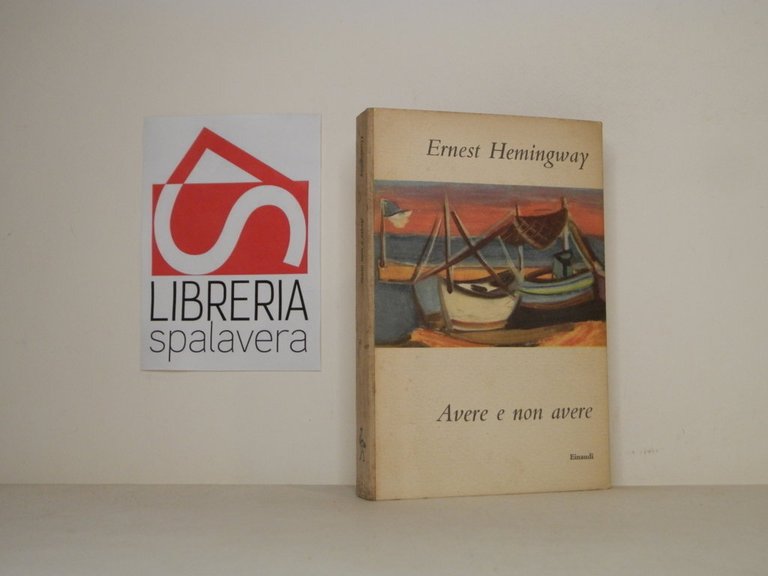 LIBRERIA
spalavera
Ernest Hemingway
Avere e non avere
Einaudi